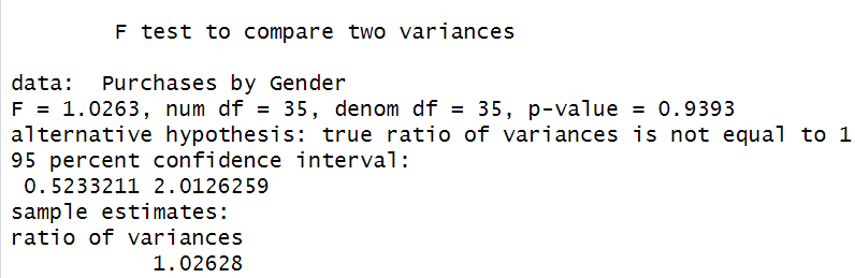 F test to compare two variances
data:  Purchases by Gender
F = 1.0263, num df = 35, denom df = 35, p-value = 0.9393
alternative hypothesis: true ratio of variances is not equal to 1
95 percent confidence interval:
0.5233211 2.0126259
sample estimates:
ratio of variances
1.02628